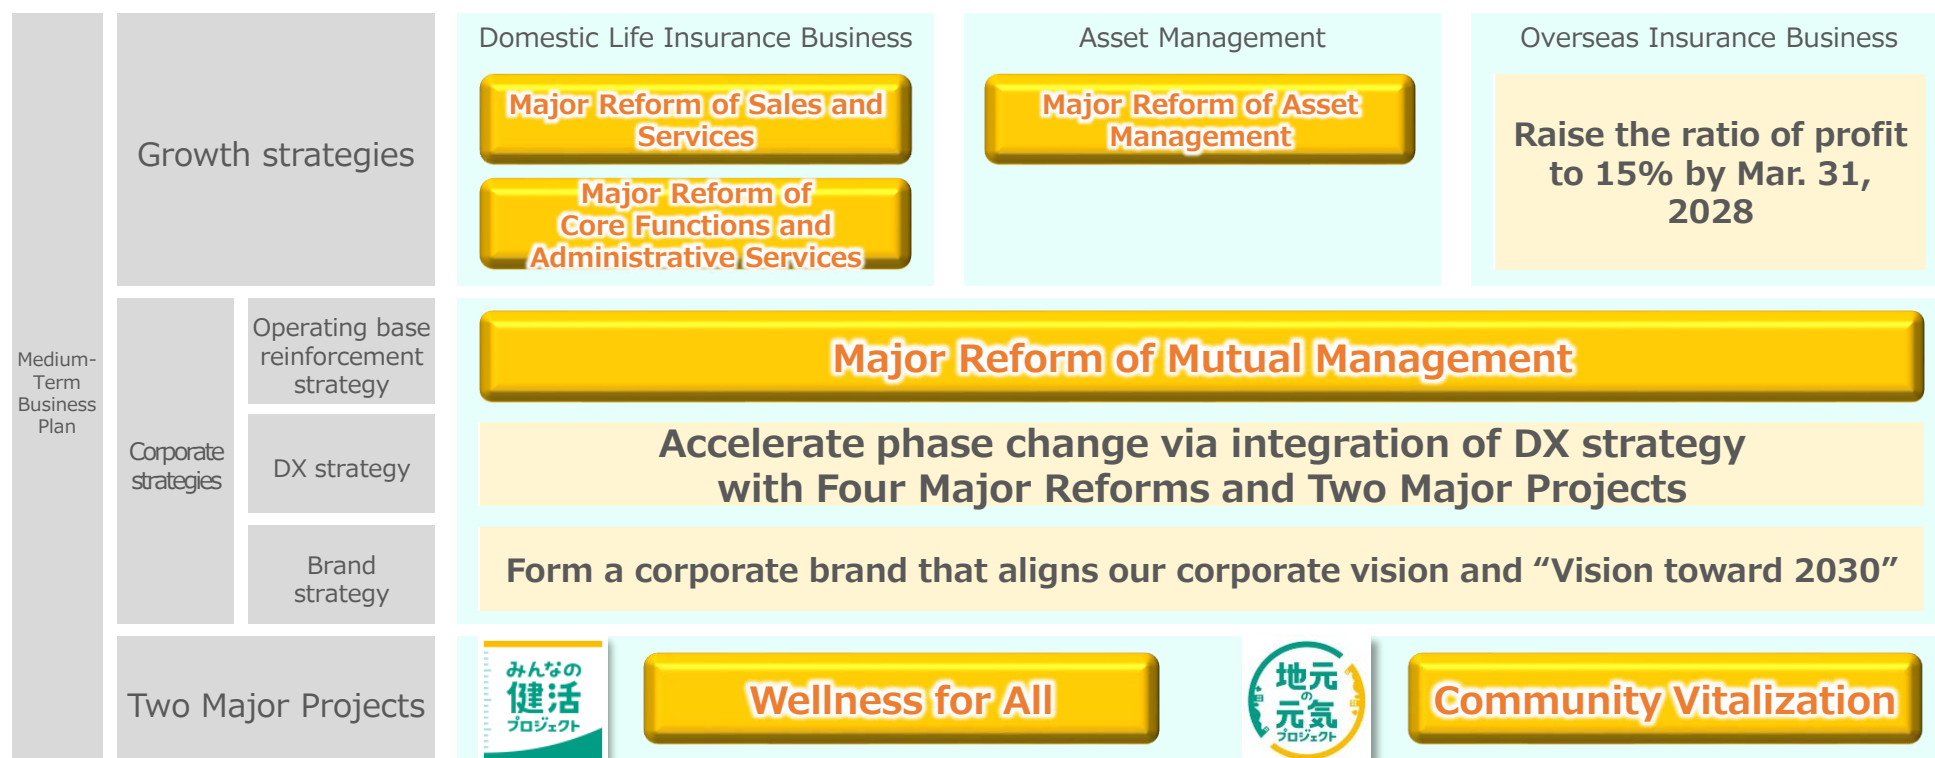 Medium-
Term
Business
Plan
Growth strategies
Domestic Life Insurance Business
Major Reform of Sales and
Services
Major Reform of
Core Functions and
Administrative Services
Asset Management
Major Reform of Asset
Management
Overseas Insurance Business
Raise the ratio of profit
to 15% by Mar. 31,
2028
Corporate
strategies
Operating base
reinforcement
strategy
Major Reform of Mutual Management
DX strategy
Accelerate phase change via integration of DX strategy
with Four Major Reforms and Two Major Projects
Brand
strategy
Form a corporate brand that aligns our corporate vision and “Vision toward 2030”
Two Major Projects
みんなの
健活
プロジェクト
Wellness for All
地元
の
元気
プロジェクト
Community Vitalization